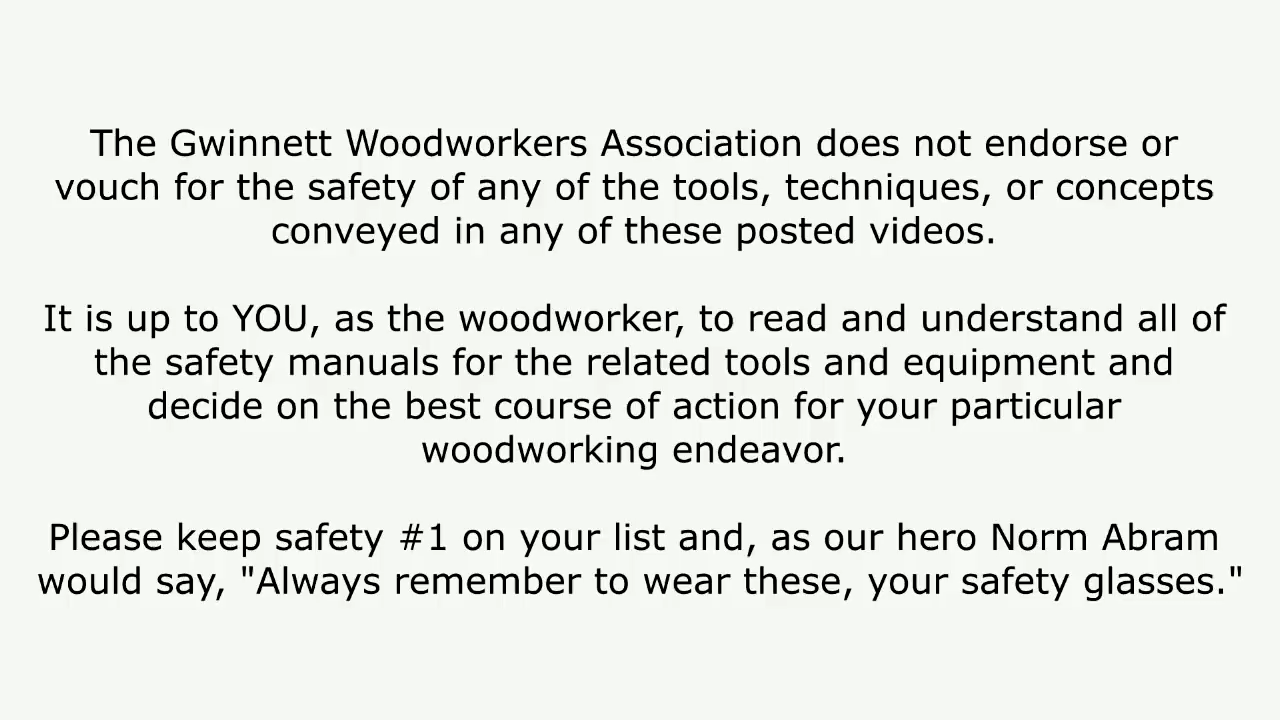 The Gwinnett Woodworkers Association does not endorse or
vouch for the safety of any of the tools, techniques, or concepts
conveyed in any of these posted videos.
It is up to YOU, as the woodworker, to read and understand all of
the safety manuals for the related tools and equipment and
decide on the best course of action for your particular
woodworking endeavor.
Please keep safety #1 on your list and, as our hero Norm Abram
would say, "Always remember to wear these, your safety glasses."